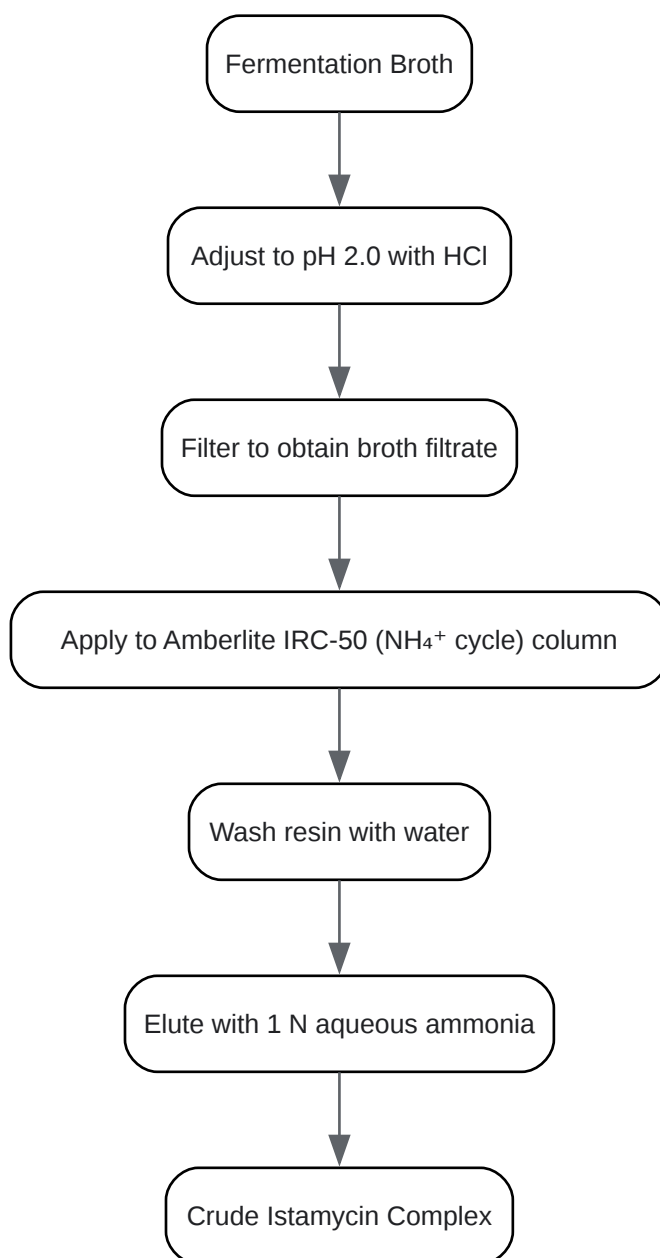 Fermentation Broth
Adjust to pH 2.0 with HCl
Filter to obtain broth filtrate
Apply to Amberlite IRC-50 (NH₄⁺ cycle) column
Wash resin with water
Elute with 1 N aqueous ammonia
Crude Istamycin Complex